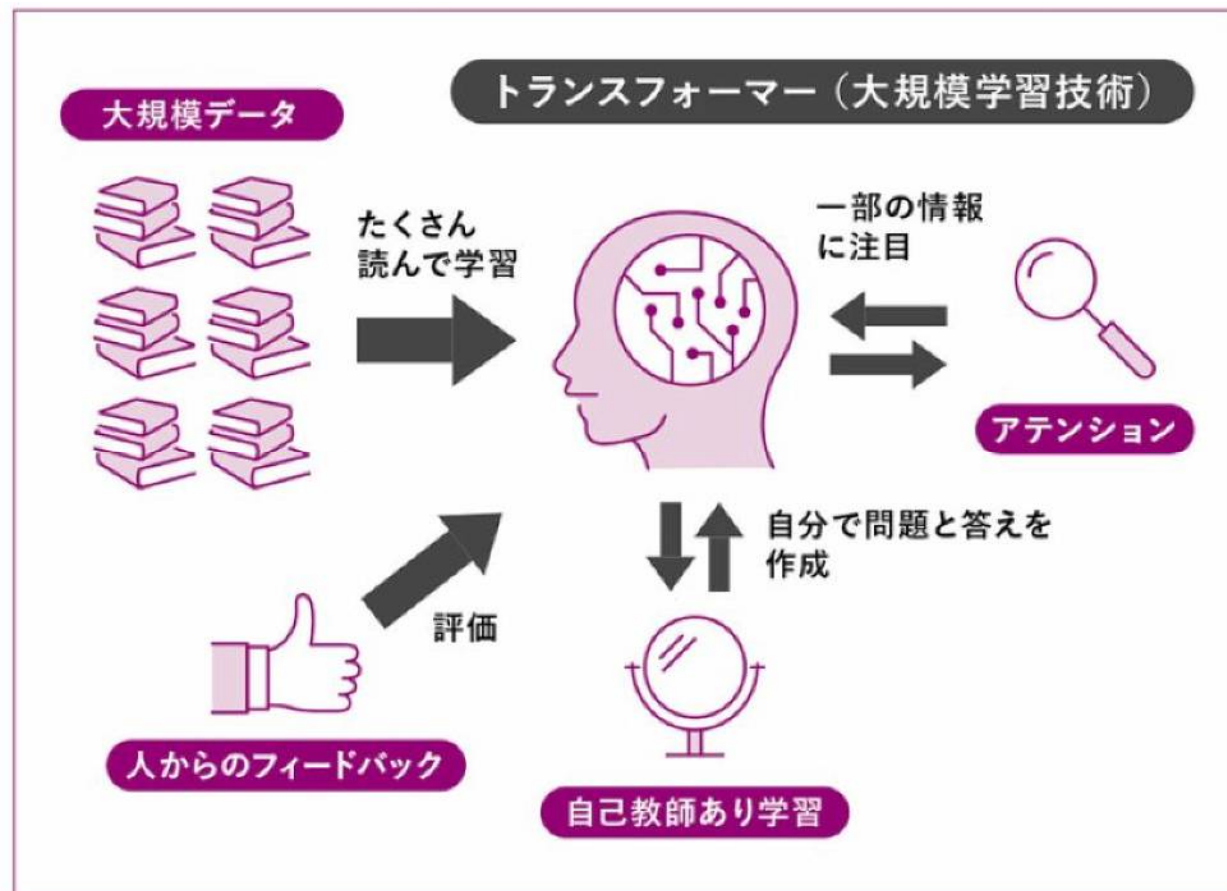 トランスフォーマー（大規模学習技術）
大規模データ
たくさん
読んで学習
一部の情報
に注目
アテンション
自分で問題と答えを
作成
評価
人からのフィードバック
自己教師あり学習